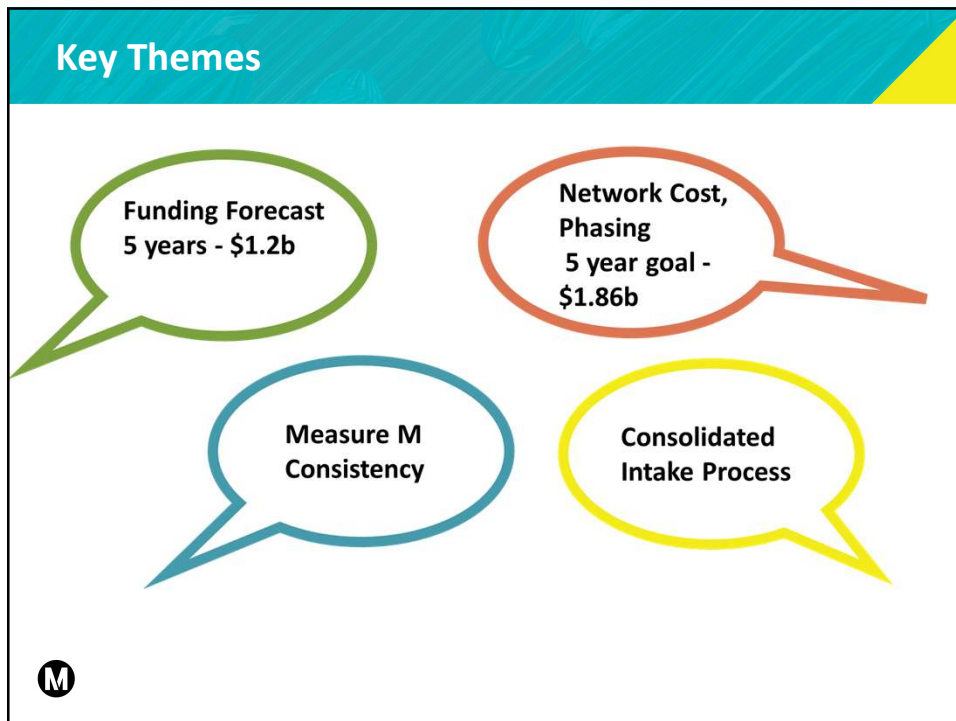 Key Themes
Funding Forecast
5 years - $1.2b
Network Cost,
Phasing
5 year goal -
$1.86b
Measure M
Consistency
Consolidated
Intake Process
M